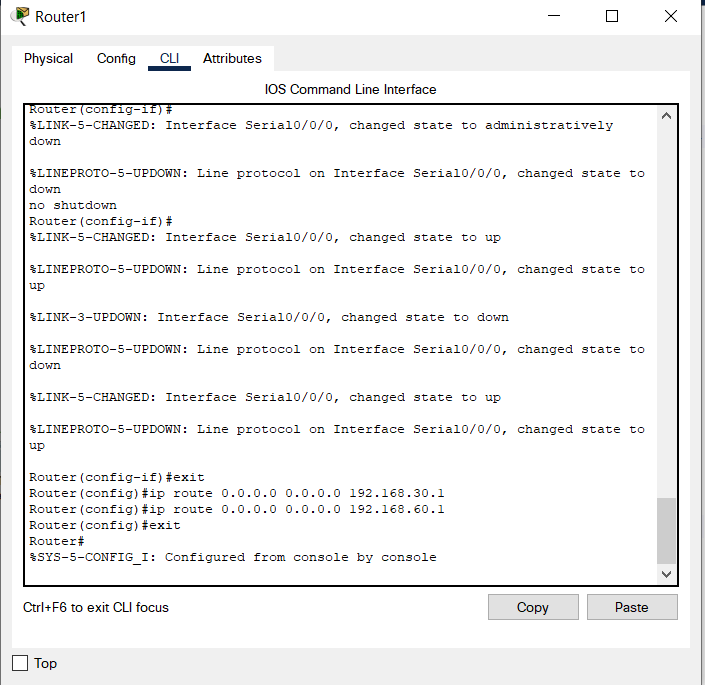 Router1
Physical Config CLI Attributes
IOS Command Line Interface
Router(config-if)#
%LINK-5-CHANGED: Interface Serial0/0/0, changed state to administratively
down
%LINEPROTO-5-UPDOWN: Line protocol on Interface Serial0/0/0, changed state to
down
no shutdown
Router(config-if)#
%LINK-5-CHANGED: Interface Serial0/0/0, changed state to up
%LINEPROTO-5-UPDOWN: Line protocol on Interface Serial0/0/0, changed state to
up
%LINK-3-UPDOWN: Interface Serial0/0/0, changed state to down
%LINEPROTO-5-UPDOWN: Line protocol on Interface Serial0/0/0, changed state to
down
%LINK-5-CHANGED: Interface Serial0/0/0, changed state to up
%LINEPROTO-5-UPDOWN: Line protocol on Interface Serial0/0/0, changed state to
up
Router(config-if)#exit
Router(config)#ip route 0.0.0.0 0.0.0.0 192.168.30.1
Router(config)#ip route 0.0.0.0 0.0.0.0 192.168.60.1
Router(config)#exit
Router#
%SYS-5-CONFIG_I: Configured from console by console
Ctrl+F6 to exit CLI focus
Copy Paste
Top